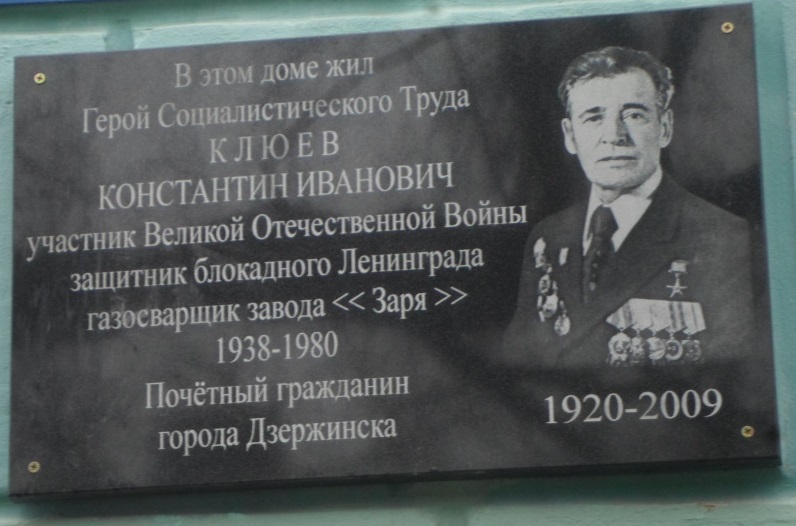 В этом доме жил
Герой Социалистического Труда
КЛЮЕВ
КОНСТАНТИН ИВАНОВИЧ
участник Великой Отечественной Войны
защитник блокадного Ленинграда
газосварщик завода << Заря >>
1938-1980
Почётный гражданин
города Дзержинска
1920-2009